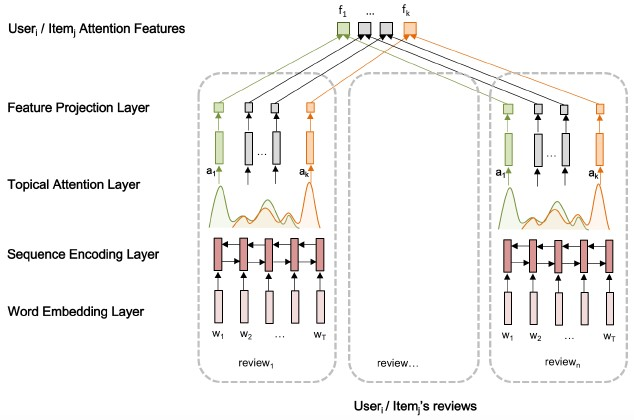 f1 ... fk
Useri / Itemj Attention Features
Feature Projection Layer
... ...
a1 ak a1 ak
Topical Attention Layer
Sequence Encoding Layer
Word Embedding Layer
w1 w2 ... wT w1 w2 ... wT
review1 review... reviewn
Useri / Itemj's reviews